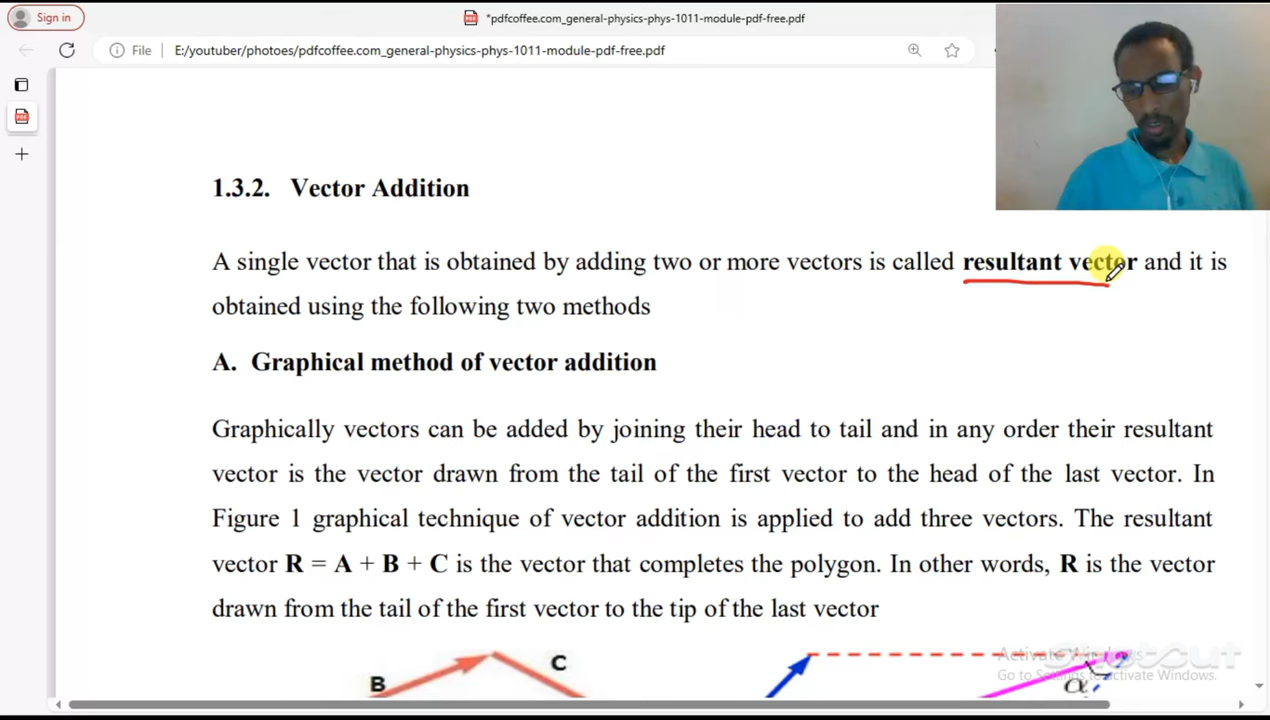 Sign in
*pdfcoffee.com_general-physics-phys-1011-module-pdf-free.pdf
File
E:/youtuber/photoes/pdfcoffee.com_general-physics-phys-1011-module-pdf-free.pdf
1.3.2. Vector Addition
A single vector that is obtained by adding two or more vectors is called resultant vector and it is
obtained using the following two methods
A. Graphical method of vector addition
Graphically vectors can be added by joining their head to tail and in any order their resultant
vector is the vector drawn from the tail of the first vector to the head of the last vector. In
Figure 1 graphical technique of vector addition is applied to add three vectors. The resultant
vector R = A + B + C is the vector that completes the polygon. In other words, R is the vector
drawn from the tail of the first vector to the tip of the last vector
C
B
α
Go to Settings to activate Windows.